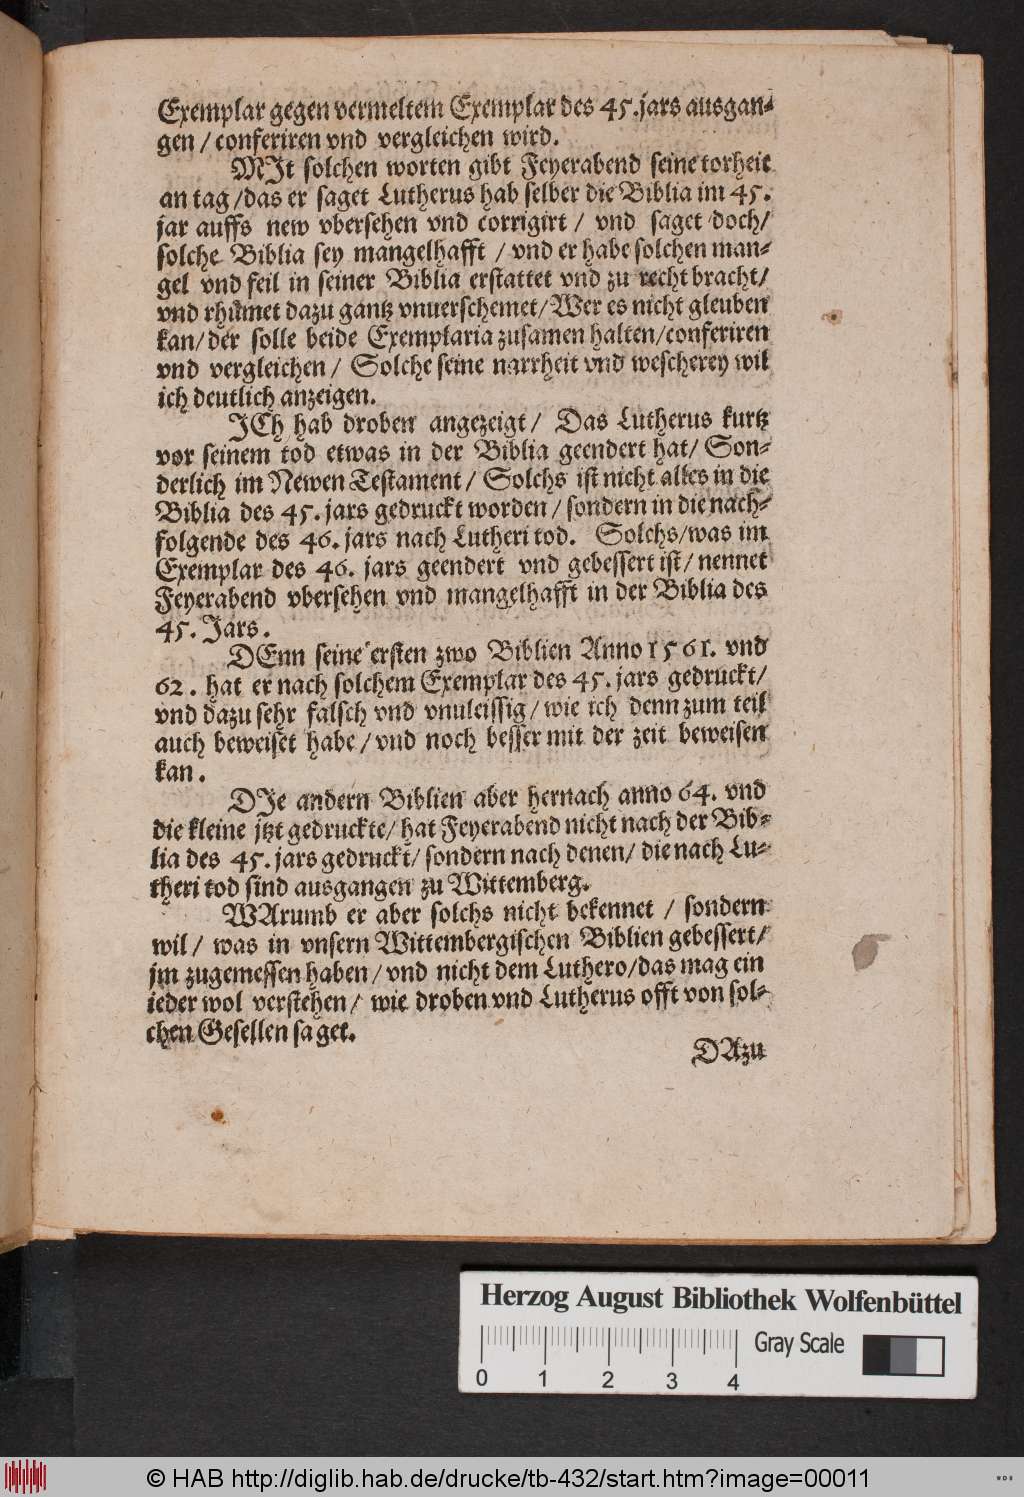 Exemplar gegen vermeltem Exemplar des 45. jars ausgan-
gen / conferiren vnd vergleichen wird.
MIt solchen worten gibt Feyerabend seine torheit
an tag / das er saget Lutherus hab selber die Biblia im 45.
jar auffs new vbersehen vnd corrigirt / vnd saget doch /
solche Biblia sey mangelhafft / vnd er habe solchen man-
gel vnd feil in seiner Biblia erstattet vnd zu recht bracht /
vnd rhümet dazu gantz vnuerschemet / Wer es nicht gleuben
kan / der solle beide Exemplaria zusamen halten / conferiren
vnd vergleichen / Solche seine narrheit vnd wescherey wil
ich deutlich anzeigen.
ICh hab droben angezeigt / Das Lutherus kurtz
vor seinem tod etwas in der Biblia geendert hat / Son-
derlich im Newen Testament / Solchs ist nicht alles in die
Biblia des 45. jars gedruckt worden / sondern in die nach-
folgende des 46. jars nach Lutheri tod. Solchs / was im
Exemplar des 46. jars geendert vnd gebessert ist / nennet
Feyerabend vbersehen vnd mangelhafft in der Biblia des
45. Jars.
DEnn seine ersten zwo Biblien Anno 1561. vnd
62. hat er nach solchem Exemplar des 45. jars gedruckt /
vnd dazu sehr falsch vnd vnuleissig / wie ich denn zum teil
auch beweiset habe / vnd noch besser mit der zeit beweisen
kan.
DIe andern Biblien aber hernach anno 64. vnd
die kleine jtzt gedruckte / hat Feyerabend nicht nach der Bib-
lia des 45. jars gedruckt / sondern nach denen / die nach Lu-
theri tod sind ausgangen zu Wittemberg.
WArumb er aber solchs nicht bekennet / sondern
wil / was in vnsern Wittembergischen Biblien gebessert /
jm zugemessen haben / vnd nicht dem Luthero / das mag ein
ieder wol verstehen / wie droben vnd Lutherus offt von sol-
chen Gesellen saget.
DAzu
Herzog August Bibliothek Wolfenbüttel
Gray Scale
0 1 2 3 4
© HAB http://diglib.hab.de/drucke/tb-432/start.htm?image=00011